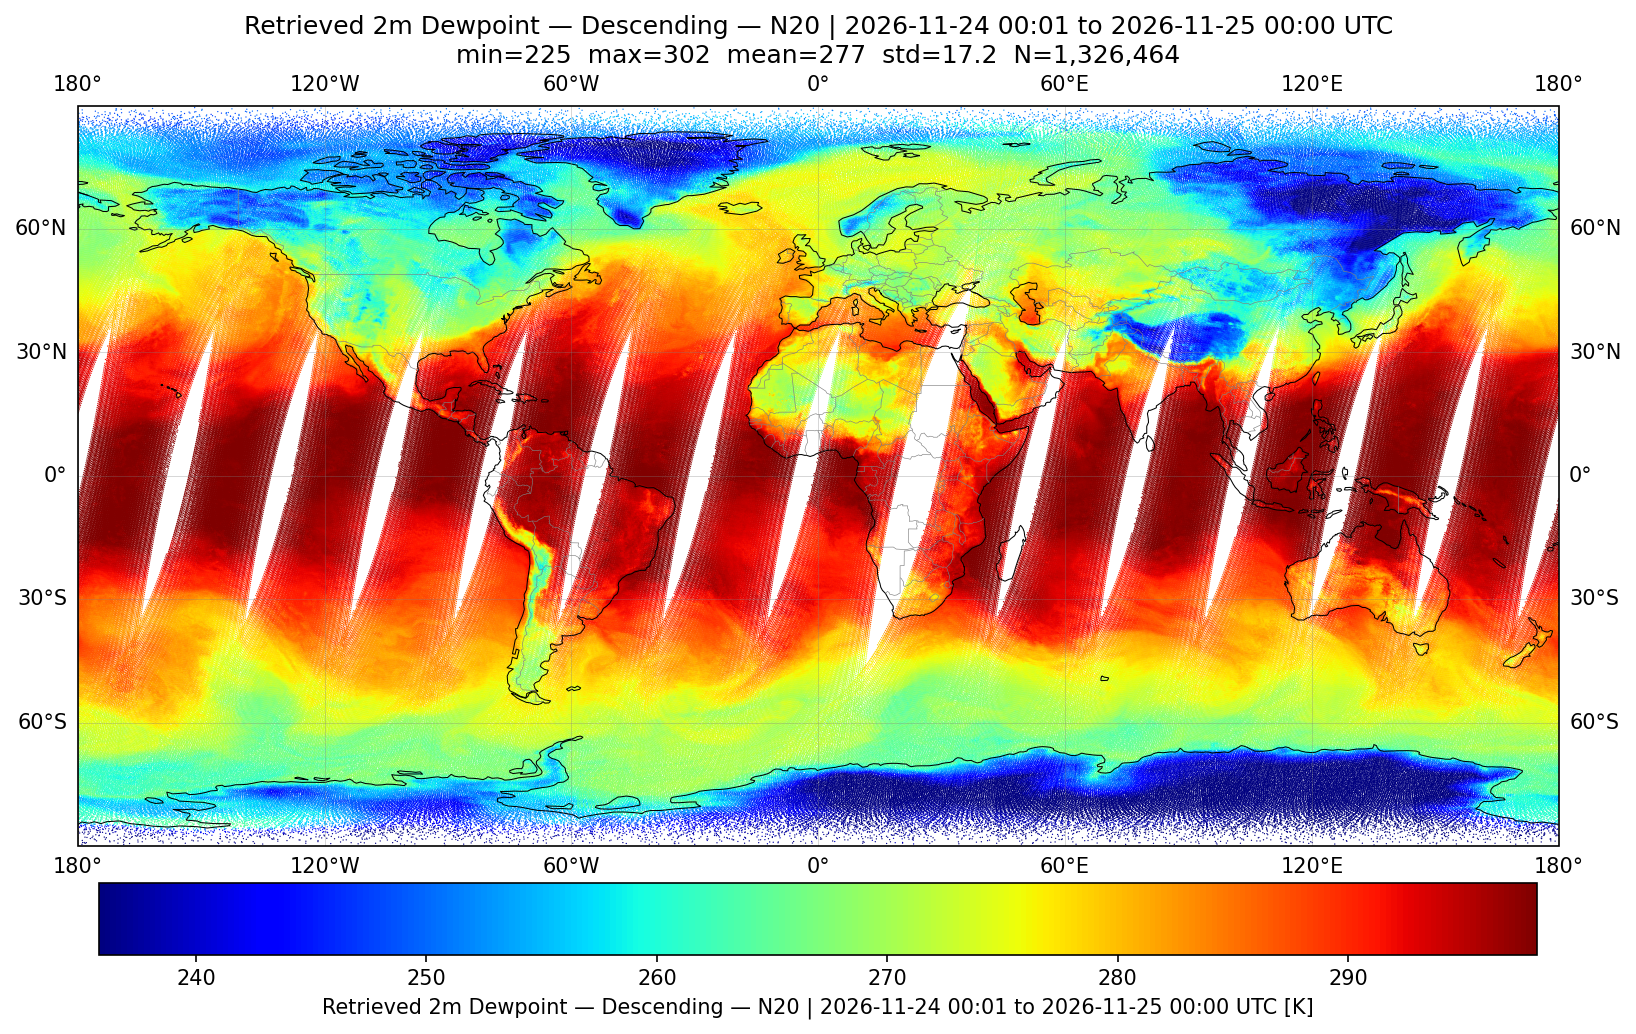 Retrieved 2m Dewpoint — Descending — N20 | 2026-11-24 00:01 to 2026-11-25 00:00 UTC
min=225 max=302 mean=277 std=17.2 N=1,326,464
180° 120°W 60°W 0° 60°E 120°E 180°
60°N 60°N
30°N 30°N
0° 0°
30°S 30°S
60°S 60°S
180° 120°W 60°W 0° 60°E 120°E 180°
240 250 260 270 280 290
Retrieved 2m Dewpoint — Descending — N20 | 2026-11-24 00:01 to 2026-11-25 00:00 UTC [K]